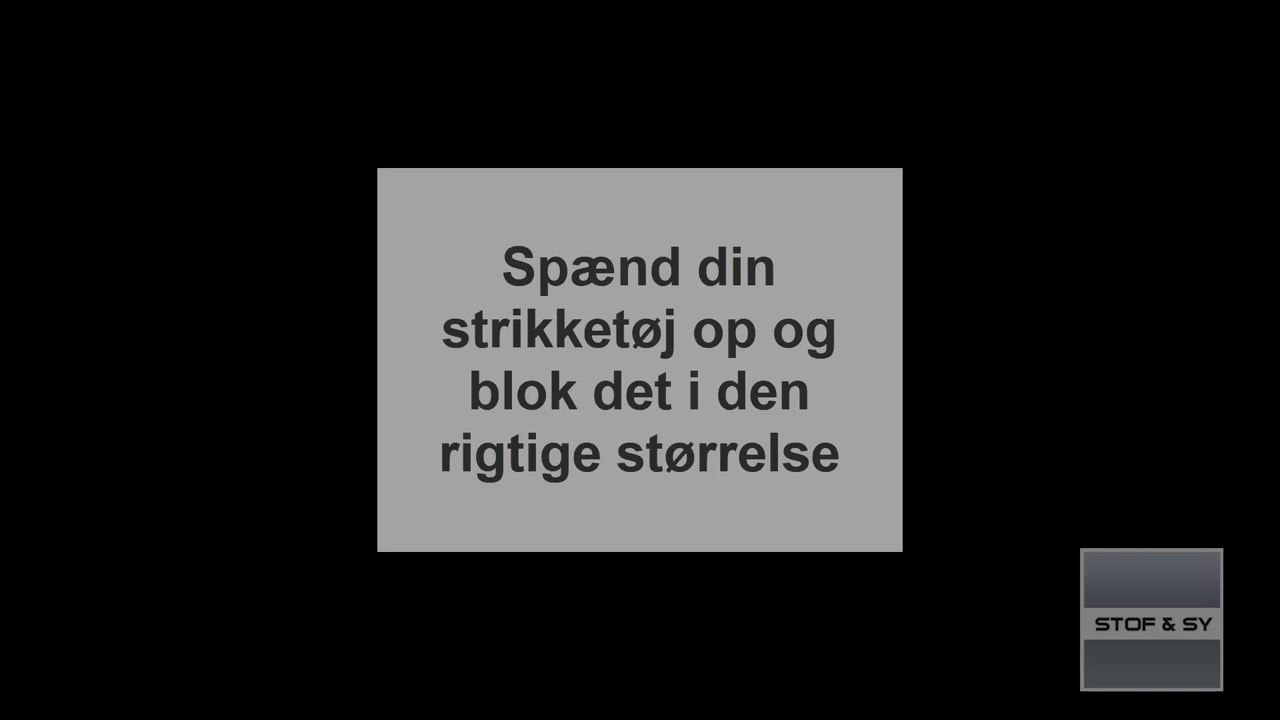 Spænd din
strikketøj op og
blok det i den
rigtige størrelse
STOF & SY